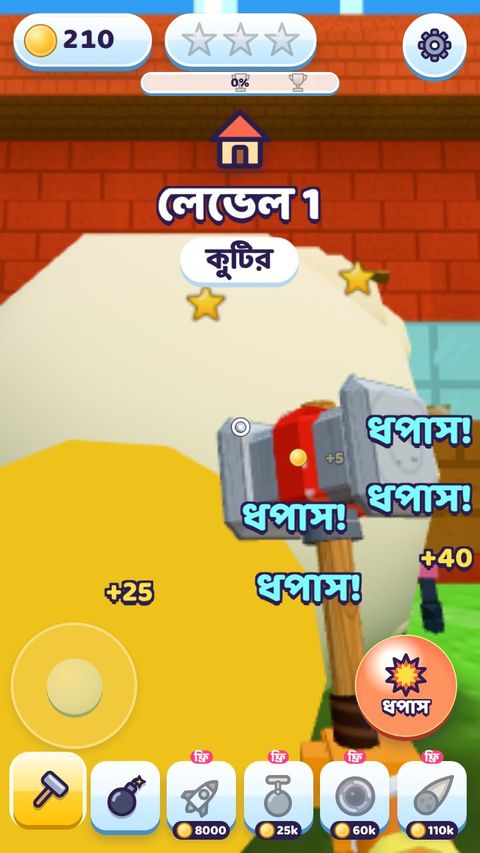 210
0%
লেভেল 1
কুটির
ধপাস!
+5
ধপাস!
ধপাস!
+40
ধপাস!
+25
ধপাস
ফ্রি ফ্রি ফ্রি ফ্রি
8000 25k 60k 110k